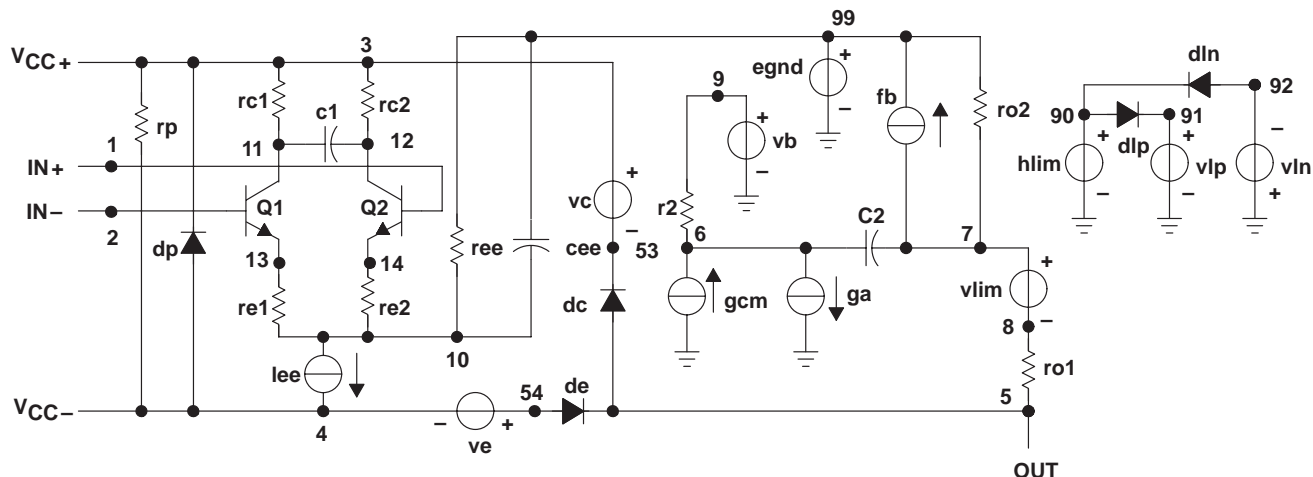 99
VCC+
3
+
egnd
−
fb
dln
92
rc1
rc2
9
ro2
90
91
c1
+
vb
−
rp
11
12
dlp
+
hlim
−
+
vlp
−
−
vln
+
1
IN+
IN−
2
Q1
Q2
+
vc
−
r2
C2
dp
ree
cee
53
6
7
13
14
+
vlim
−
re1
re2
dc
gcm
ga
8
10
lee
ro1
VCC−
54
de
5
4
−
ve
+
OUT